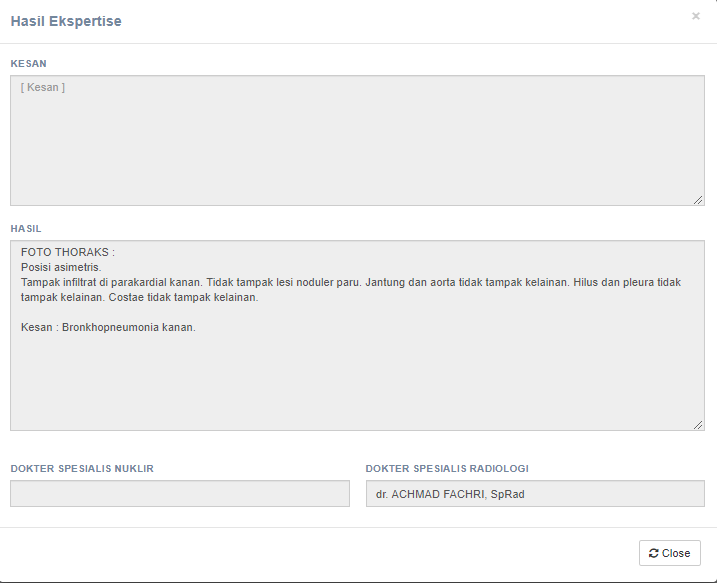 Hasil Ekspertise
×
KESAN
[ Kesan ]
HASIL
FOTO THORAKS :
Posisi asimetris.
Tampak infiltrat di parakardial kanan. Tidak tampak lesi noduler paru. Jantung dan aorta tidak tampak kelainan. Hilus dan pleura tidak
tampak kelainan. Costae tidak tampak kelainan.
Kesan : Bronkhopneumonia kanan.
DOKTER SPESIALIS NUKLIR
DOKTER SPESIALIS RADIOLOGI
dr. ACHMAD FACHRI, SpRad
Close